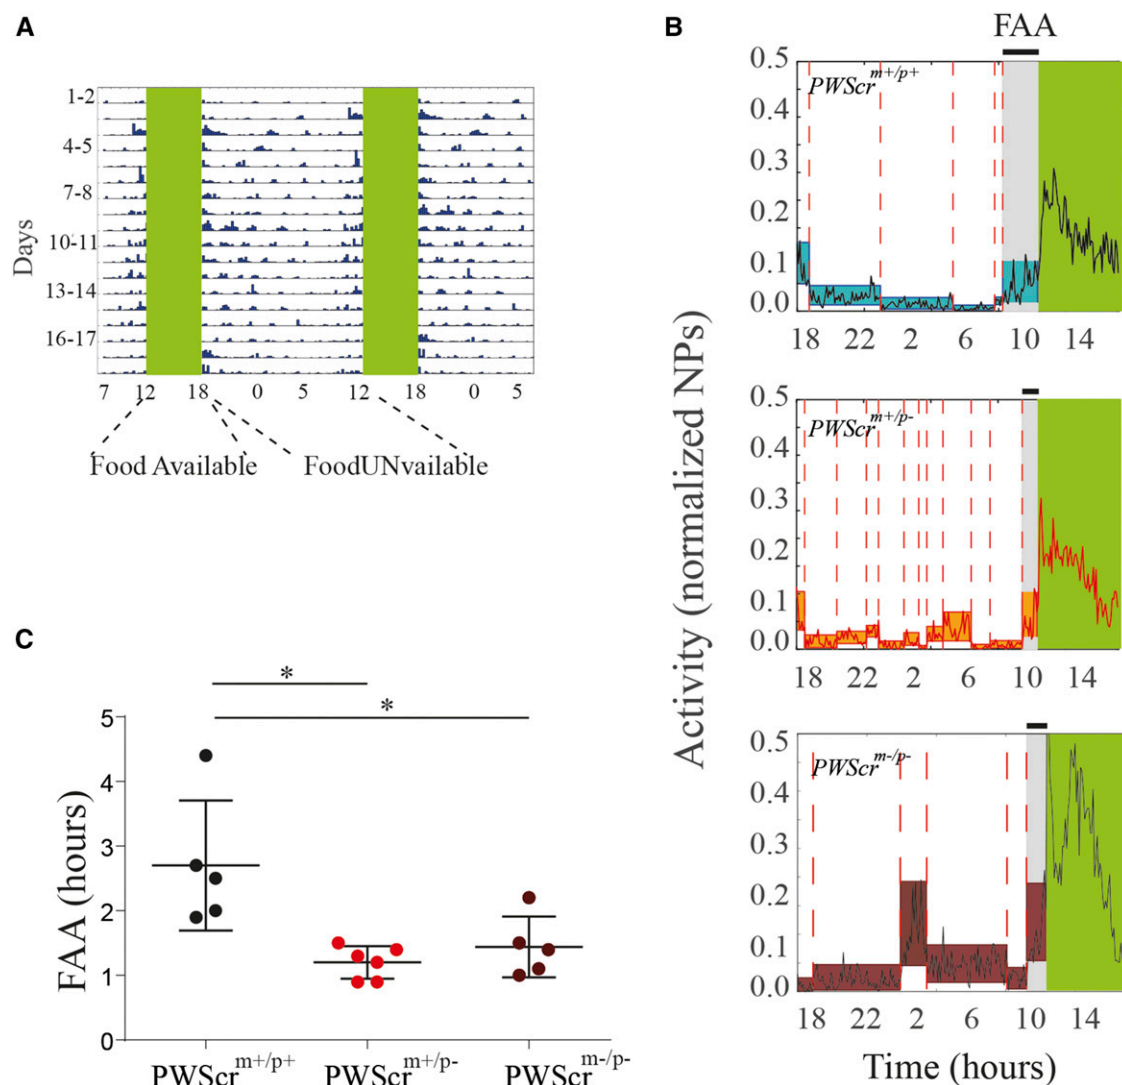 A
1-2
4-5
7-8
10-11
13-14
16-17
Days
7 12 18 0 5 12 18 0 5
Food Available FoodUNvailable
B
FAA
PWScr m+/p+
0.5
0.4
0.3
0.2
0.1
0.0
18 22 2 6 10 14
PWScr m+/p-
0.5
0.4
0.3
0.2
0.1
0.0
18 22 2 6 10 14
PWScr m-/p-
0.5
0.4
0.3
0.2
0.1
0.0
18 22 2 6 10 14
Activity (normalized NPs)
Time (hours)
C
* 
*
5
4
3
2
1
0
FAA (hours)
PWScr m+/p+ PWScr m+/p- PWScr m-/p-